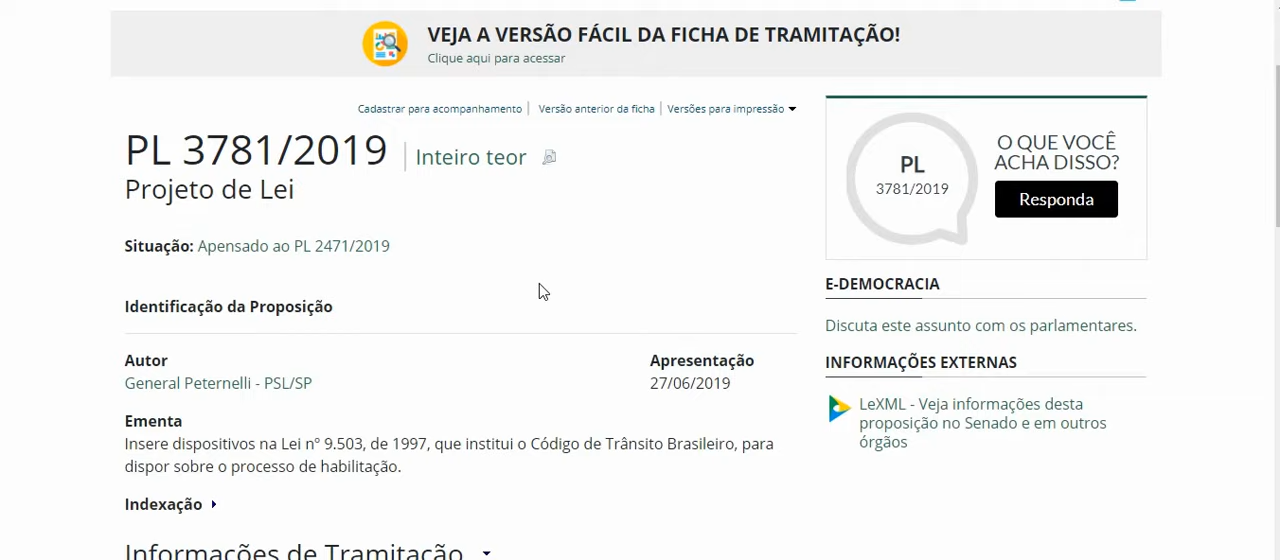 VEJA A VERSÃO FÁCIL DA FICHA DE TRAMITAÇÃO!
Clique aqui para acessar
Cadastrar para acompanhamento | Versão anterior da ficha | Versões para impressão
PL 3781/2019 | Inteiro teor
Projeto de Lei
Situação: Apensado ao PL 2471/2019
Identificação da Proposição
Autor
General Peternelli - PSL/SP
Apresentação
27/06/2019
Ementa
Insere dispositivos na Lei nº 9.503, de 1997, que institui o Código de Trânsito Brasileiro, para
dispor sobre o processo de habilitação.
Indexação
Informações de Tramitação
PL
3781/2019
O QUE VOCÊ
ACHA DISSO?
Responda
E-DEMOCRACIA
Discuta este assunto com os parlamentares.
INFORMAÇÕES EXTERNAS
LeXML - Veja informações desta
proposição no Senado e em outros
órgãos